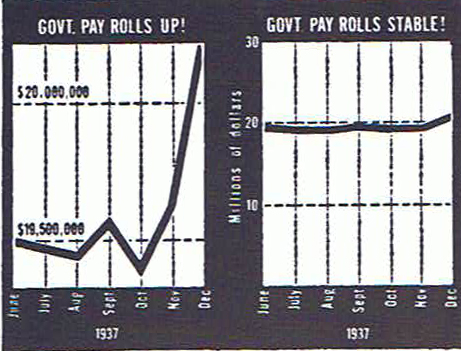 GOVT. PAY ROLLS UP!
$20,000,000
$19,500,000
June
July
Aug
Sept
Oct
Nov
Dec
1937
GOVT PAY ROLLS STABLE!
Millions of dollars
30
20
10
June
July
Aug
Sept
Oct
Nov
Dec
1937